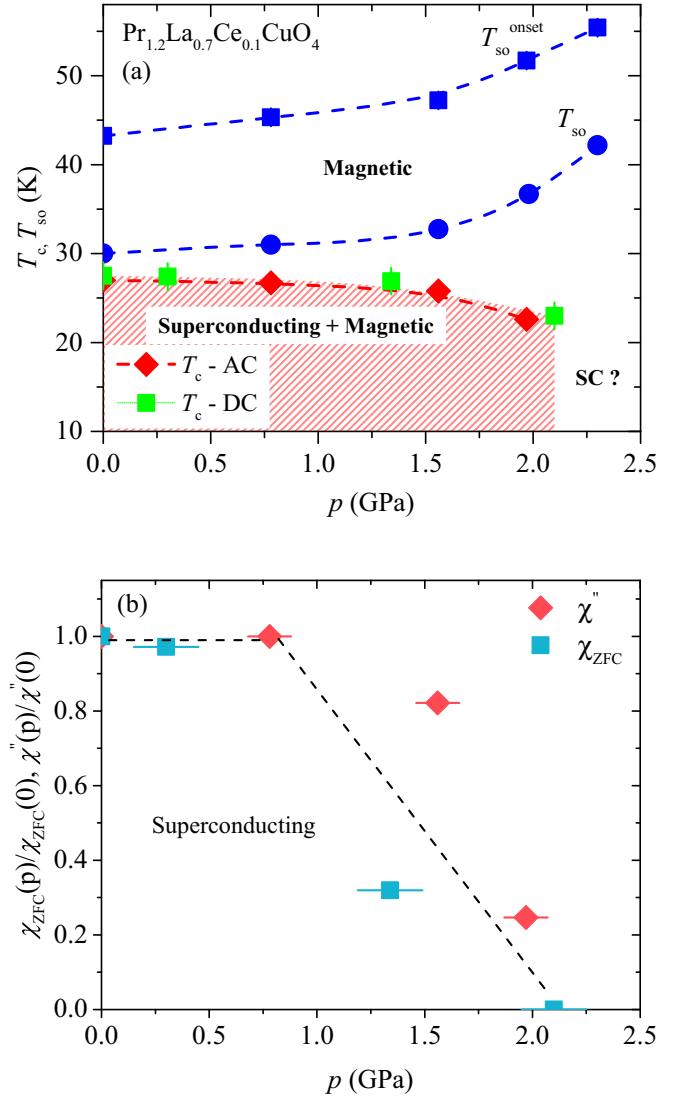 Pr1.2La0.7Ce0.1CuO4
(a)
Tso onset
Tso
Magnetic
Superconducting + Magnetic
Tc - AC
Tc - DC
SC ?
Tc, Tso (K)
50
40
30
20
10
0.0 0.5 1.0 1.5 2.0 2.5
p (GPa)
(b)
χ"
χZFC
Superconducting
χZFC(p)/χZFC(0), χ"(p)/χ"(0)
1.0
0.8
0.6
0.4
0.2
0.0
0.0 0.5 1.0 1.5 2.0 2.5
p (GPa)